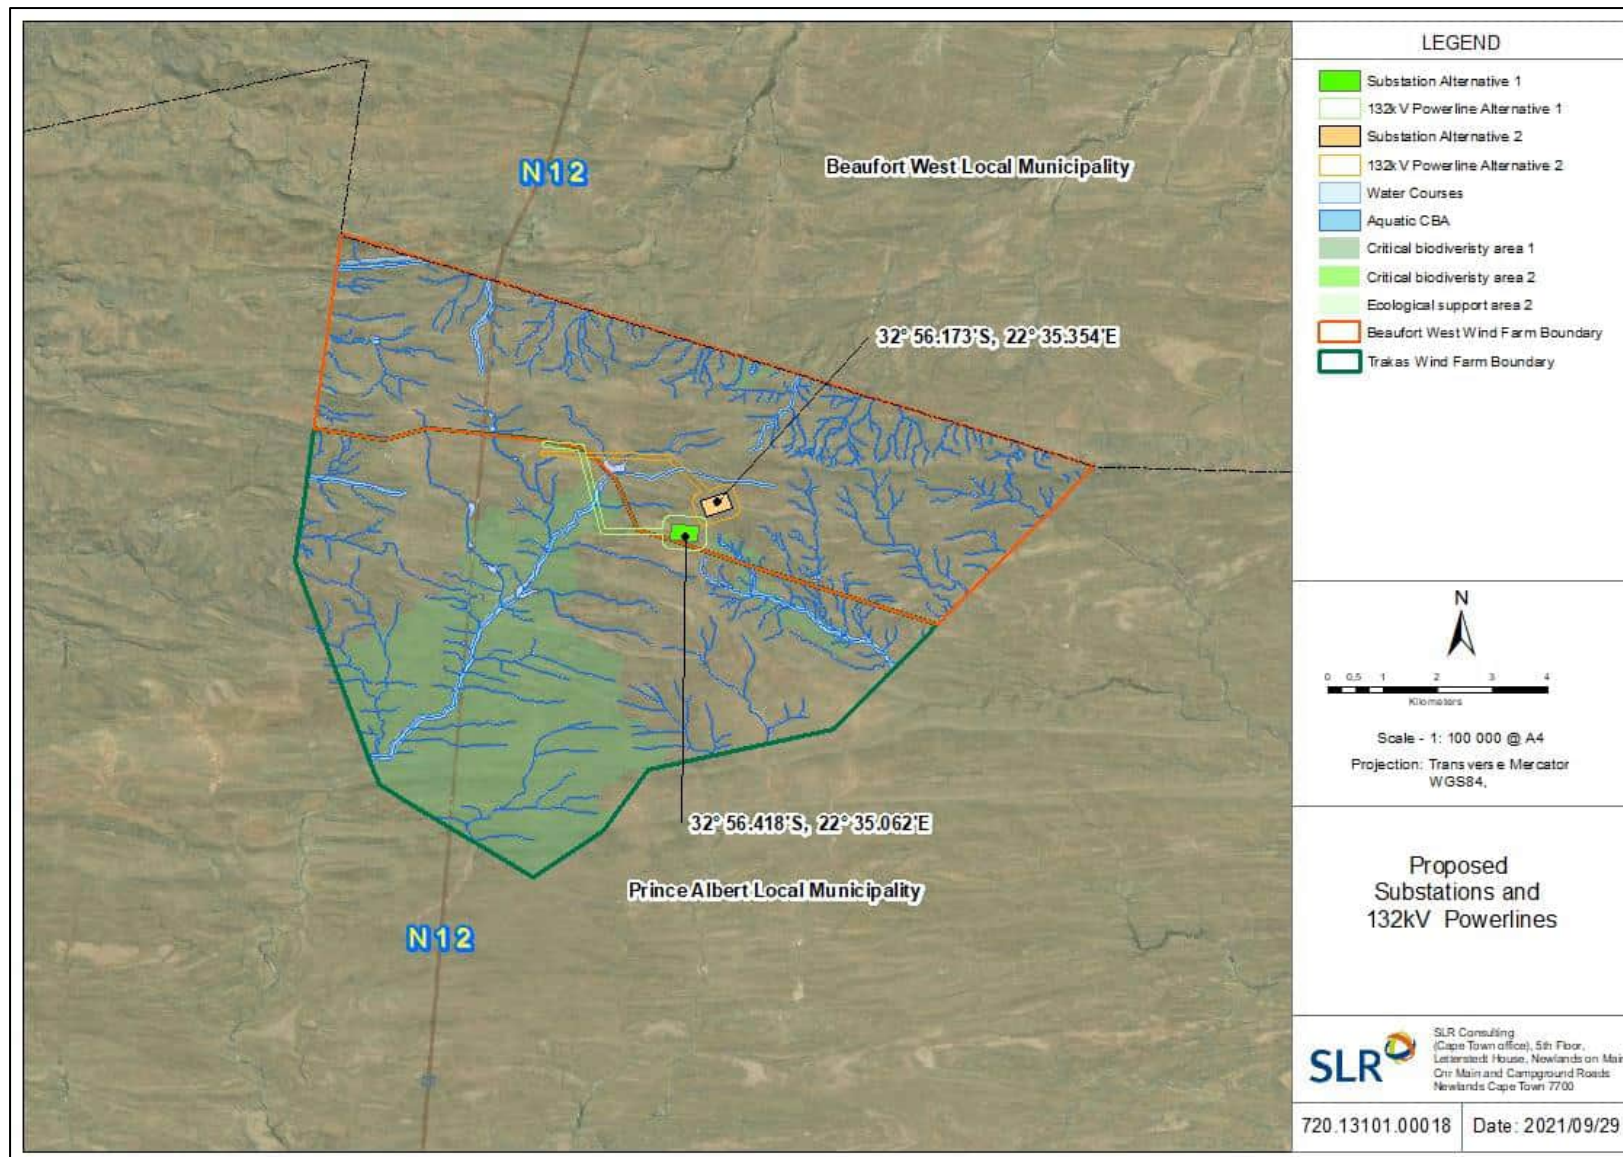 N12
Beaufort West Local Municipality
32° 56.173'S, 22° 35.354'E
32° 56.418'S, 22° 35.062'E
Prince Albert Local Municipality
N12
LEGEND
Substation Alternative 1
132kV Powerline Alternative 1
Substation Alternative 2
132kV Powerline Alternative 2
Water Courses
Aquatic CBA
Critical biodiveristy area 1
Critical biodiveristy area 2
Ecological support area 2
Beaufort West Wind Farm Boundary
Trakas Wind Farm Boundary
N
0 0,5 1 2 3 4
Kilometers
Scale - 1: 100 000 @ A4
Projection: Transverse Mercator
WGS84,
Proposed
Substations and
132kV Powerlines
SLR
SLR Consulting
(Cape Town office), 5th Floor,
Letterstedt House, Newlands on Main
Cnr Main and Campground Roads
Newlands Cape Town 7700
720.13101.00018
Date: 2021/09/29